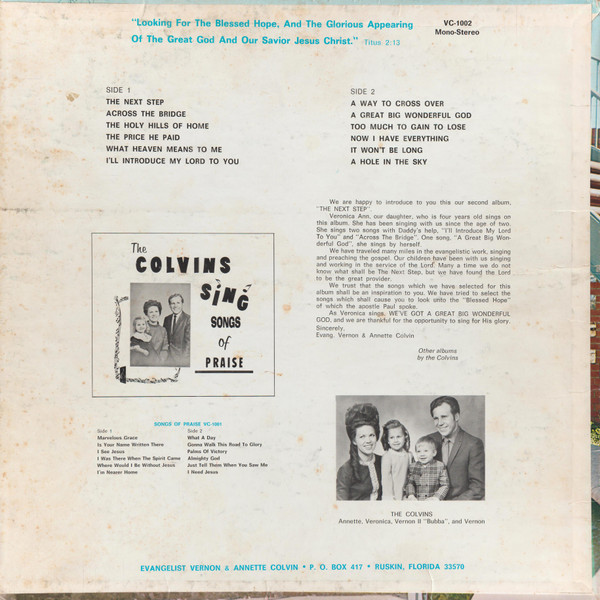 "Looking For The Blessed Hope, And The Glorious Appearing
Of The Great God And Our Savior Jesus Christ." Titus 2:13
VC-1002
Mono-Stereo
SIDE 1
THE NEXT STEP
ACROSS THE BRIDGE
THE HOLY HILLS OF HOME
THE PRICE HE PAID
WHAT HEAVEN MEANS TO ME
I'LL INTRODUCE MY LORD TO YOU
SIDE 2
A WAY TO CROSS OVER
A GREAT BIG WONDERFUL GOD
TOO MUCH TO GAIN TO LOSE
NOW I HAVE EVERYTHING
IT WON'T BE LONG
A HOLE IN THE SKY
We are happy to introduce to you this our second album,
"THE NEXT STEP".
Veronica Ann, our daughter, who is four years old sings on
this album. She has been singing with us since the age of two.
She sings two songs with Daddy's help, "I'll Introduce My Lord
To You" and "Across The Bridge". One song, "A Great Big Won-
derful God", she sings by herself.
We have traveled many miles in the evangelistic work, singing
and preaching the gospel. Our children have been with us singing
and working in the service of the Lord. Many a time we do not
know what shall be The Next Step, but we have found the Lord
to be the great provider.
We trust that the song which we have selected for this
album shall be an inspiration to you. We have tried to select the
songs which shall cause you to look unto the "Blessed Hope"
of which the apostle Paul spoke.
As Veronica sings, WE'VE GOT A GREAT BIG WONDERFUL
GOD, and we are thankful for the opportunity to sing for His glory.
Sincerely,
Evang. Vernon & Annette Colvin
Other albums
by the Colvins
The
COLVINS
SING
SONGS
of
PRAISE
SONGS OF PRAISE VC-1001
Side 1
Marvelous Grace
Is Your Name Written There
I See Jesus
I Was There When The Spirit Came
Where Would I Be Without Jesus
I'm Nearer Home
Side 2
What A Day
Gonna Walk This Road To Glory
Palms Of Victory
Almighty God
Just Tell Them When You Saw Me
I Need Jesus
THE COLVINS
Annette, Veronica, Vernon II "Bubba", and Vernon
EVANGELIST VERNON & ANNETTE COLVIN • P. O. BOX 417 • RUSKIN, FLORIDA 33570